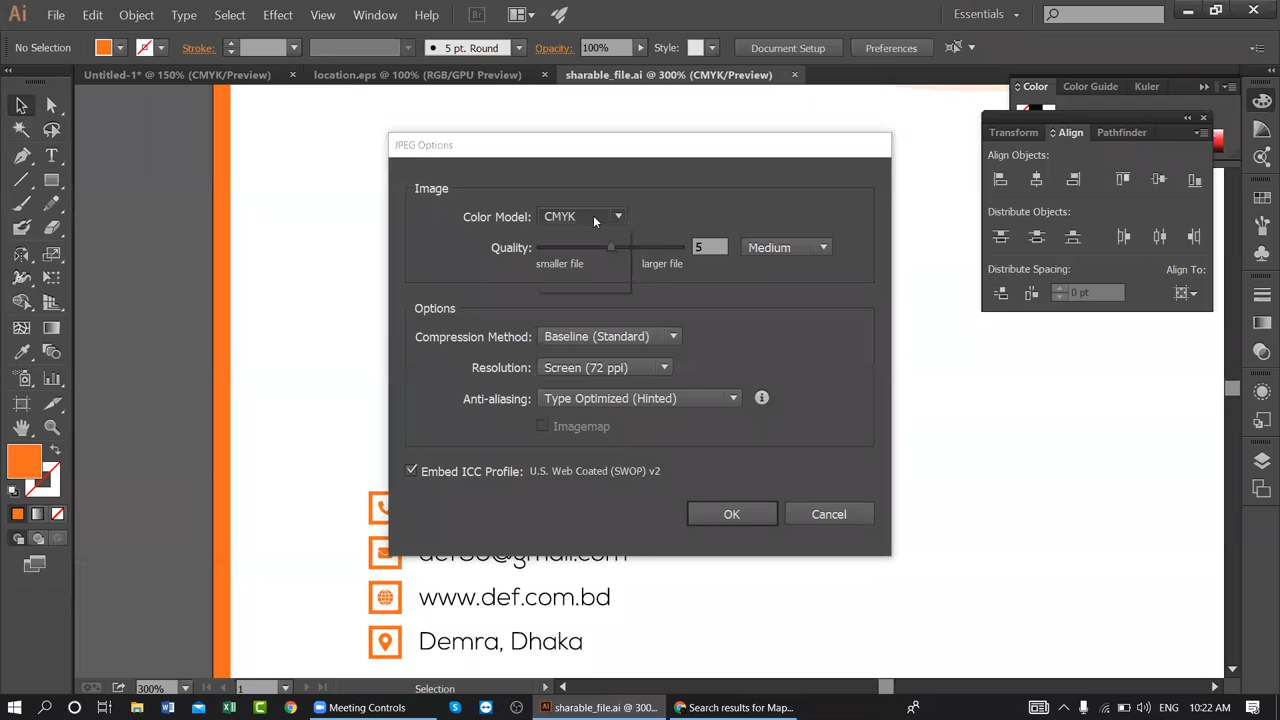 Ai File Edit Object Type Select Effect View Window Help Br Essentials
No Selection Stroke: 5 pt. Round Opacity: 100% Style: Document Setup Preferences
Untitled-1* @ 150% (CMYK/Preview) × location.eps @ 100% (RGB/GPU Preview) × sharable_file.ai @ 300% (CMYK/Preview) ×
Color Color Guide Kuler
Transform Align Pathfinder
Align Objects:
Distribute Objects:
Distribute Spacing: Align To:
0 pt
JPEG Options
Image
Color Model: CMYK
Quality: 5 Medium
smaller file larger file
Options
Compression Method: Baseline (Standard)
Resolution: Screen (72 ppi)
Anti-aliasing: Type Optimized (Hinted)
Imagemap
Embed ICC Profile: U.S. Web Coated (SWOP) v2
OK Cancel
www.def.com.bd
Demra, Dhaka
300% 1 Selection
Meeting Controls sharable_file.ai @ 300... Search results for Map... ENG 10:22 AM